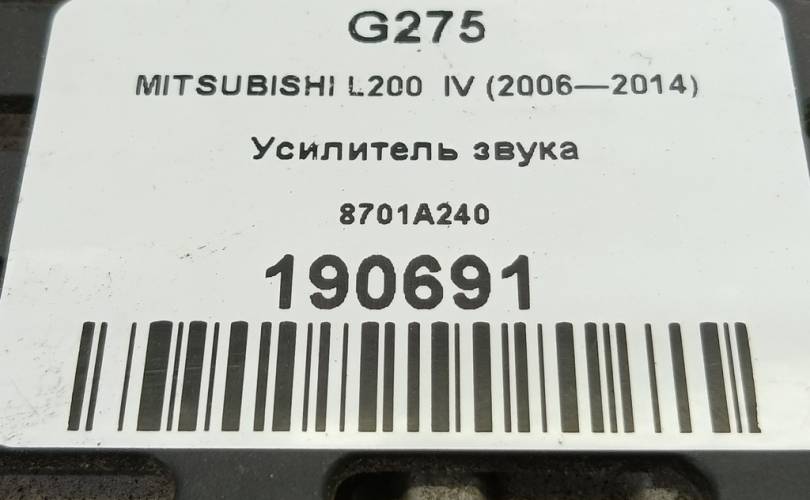 G275
MITSUBISHI L200 IV (2006—2014)
Усилитель звука
8701A240
190691